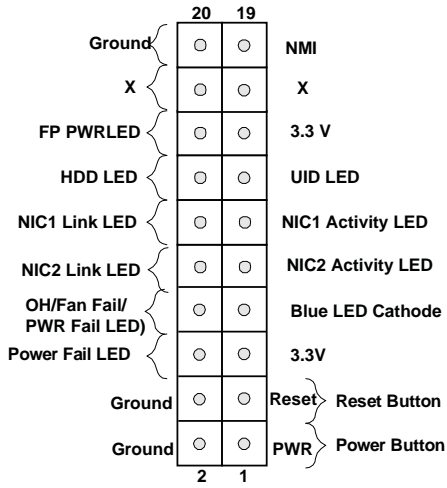 20 19
Ground NMI
X X
FP PWRLED 3.3 V
HDD LED UID LED
NIC1 Link LED NIC1 Activity LED
NIC2 Link LED NIC2 Activity LED
OH/Fan Fail/
PWR Fail LED) Blue LED Cathode
Power Fail LED 3.3V
Ground Reset Reset Button
Ground PWR Power Button
2 1